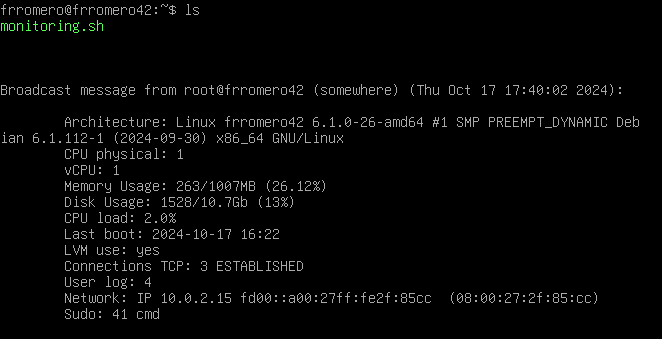 frromero@frromero42:~$ ls
monitoring.sh
Broadcast message from root@frromero42 (somewhere) (Thu Oct 17 17:40:02 2024):
Architecture: Linux frromero42 6.1.0-26-amd64 #1 SMP PREEMPT_DYNAMIC Deb
ian 6.1.112-1 (2024-09-30) x86_64 GNU/Linux
CPU physical: 1
vCPU: 1
Memory Usage: 263/1007MB (26.12%)
Disk Usage: 1528/10.7Gb (13%)
CPU load: 2.0%
Last boot: 2024-10-17 16:22
LVM use: yes
Connections TCP: 3 ESTABLISHED
User log: 4
Network: IP 10.0.2.15 fd00::a00:27ff:fe2f:85cc  (08:00:27:2f:85:cc)
Sudo: 41 cmd